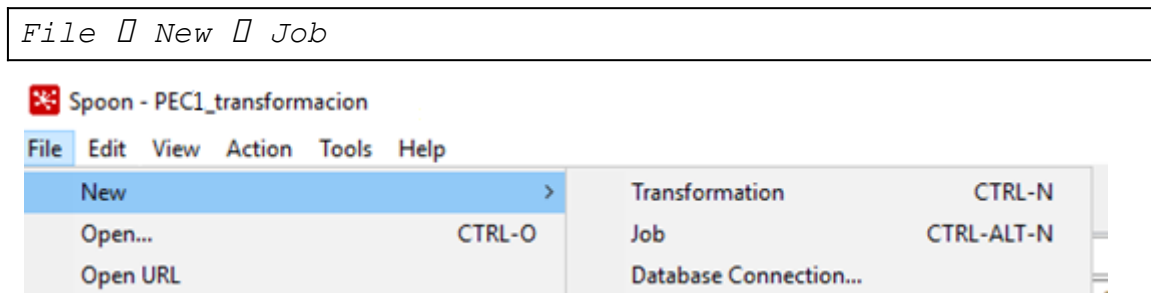 File ▯ New ▯ Job
Spoon - PEC1_transformacion
File Edit View Action Tools Help
New > Transformation CTRL-N
Open... CTRL-O Job CTRL-ALT-N
Open URL Database Connection...